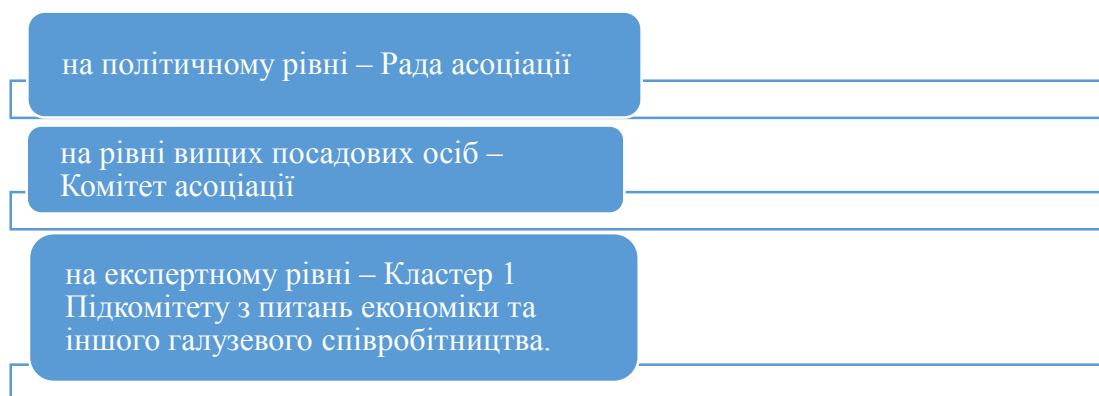 на політичному рівні – Рада асоціації
на рівні вищих посадових осіб –
Комітет асоціації
на експертному рівні – Кластер 1
Підкомітету з питань економіки та
іншого галузевого співробітництва.